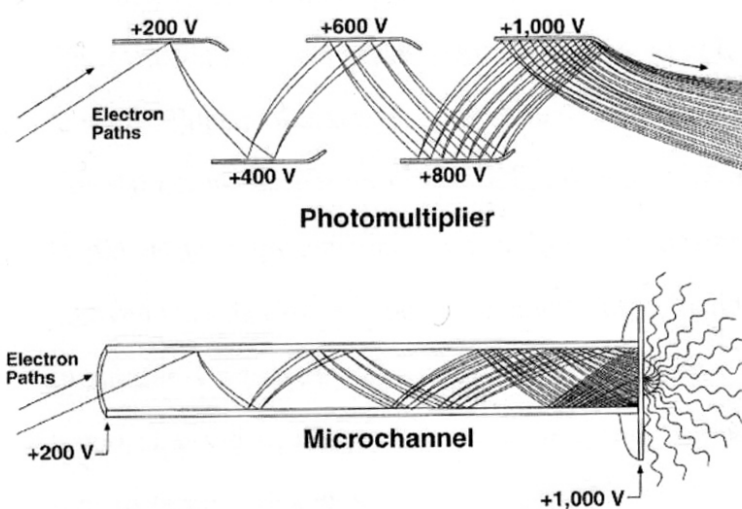 +200 V
+600 V
+1,000 V
Electron
Paths
+400 V
+800 V
Photomultiplier
Electron
Paths
+200 V
Microchannel
+1,000 V